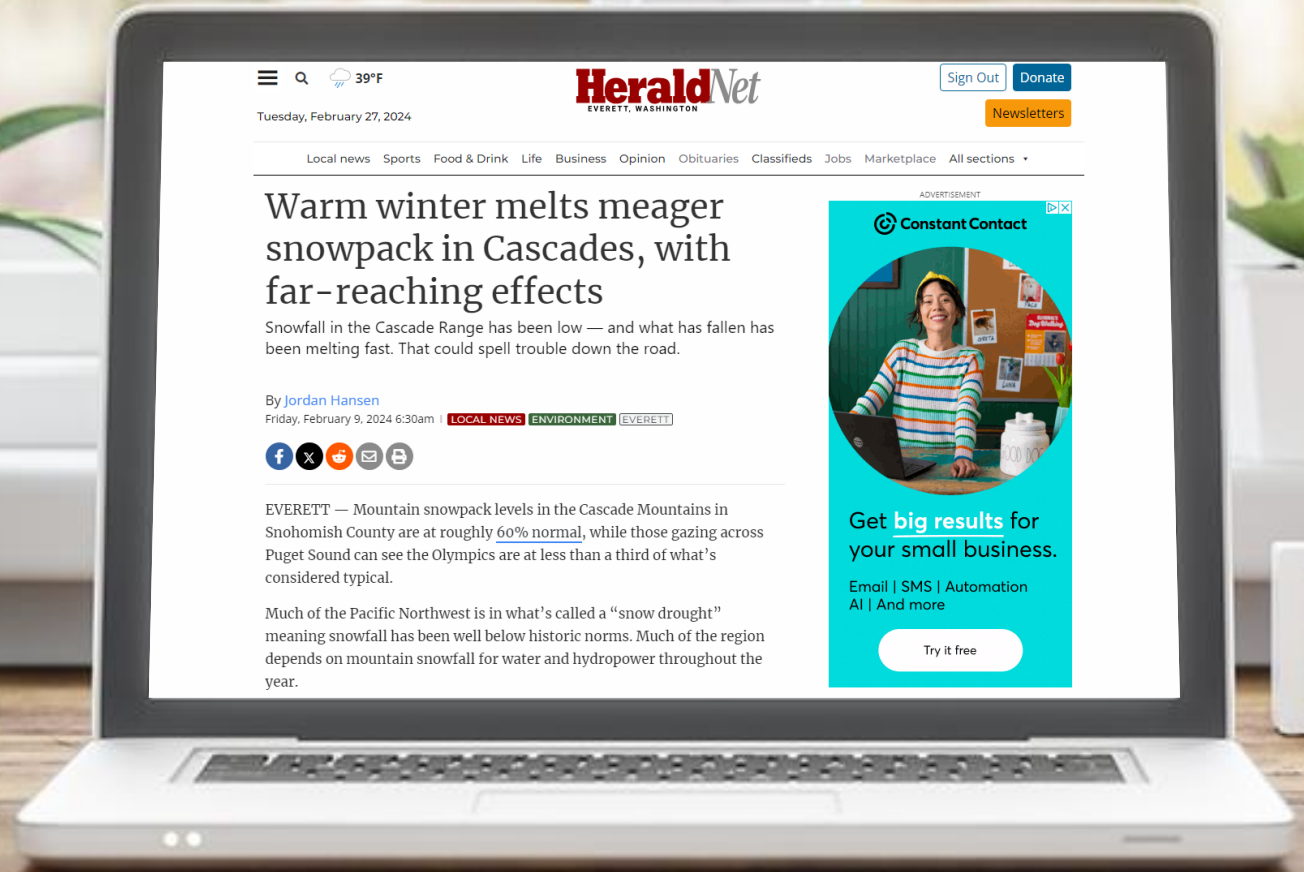 39°F
HeraldNet
EVERETT, WASHINGTON
Sign Out Donate
Tuesday, February 27, 2024
Newsletters
Local news Sports Food & Drink Life Business Opinion Obituaries Classifieds Jobs Marketplace All sections
Warm winter melts meager
snowpack in Cascades, with
far-reaching effects
Snowfall in the Cascade Range has been low — and what has fallen has
been melting fast. That could spell trouble down the road.
By Jordan Hansen
Friday, February 9, 2024 6:30am | LOCAL NEWS ENVIRONMENT EVERETT
EVERETT — Mountain snowpack levels in the Cascade Mountains in
Snohomish County are at roughly 60% normal, while those gazing across
Puget Sound can see the Olympics are at less than a third of what's
considered typical.
Much of the Pacific Northwest is in what's called a “snow drought”
meaning snowfall has been well below historic norms. Much of the region
depends on mountain snowfall for water and hydropower throughout the
year.
ADVERTISEMENT
Constant Contact
Dog Walking
GOOD DOG
Get big results for
your small business.
Email | SMS | Automation
AI | And more
Try it free